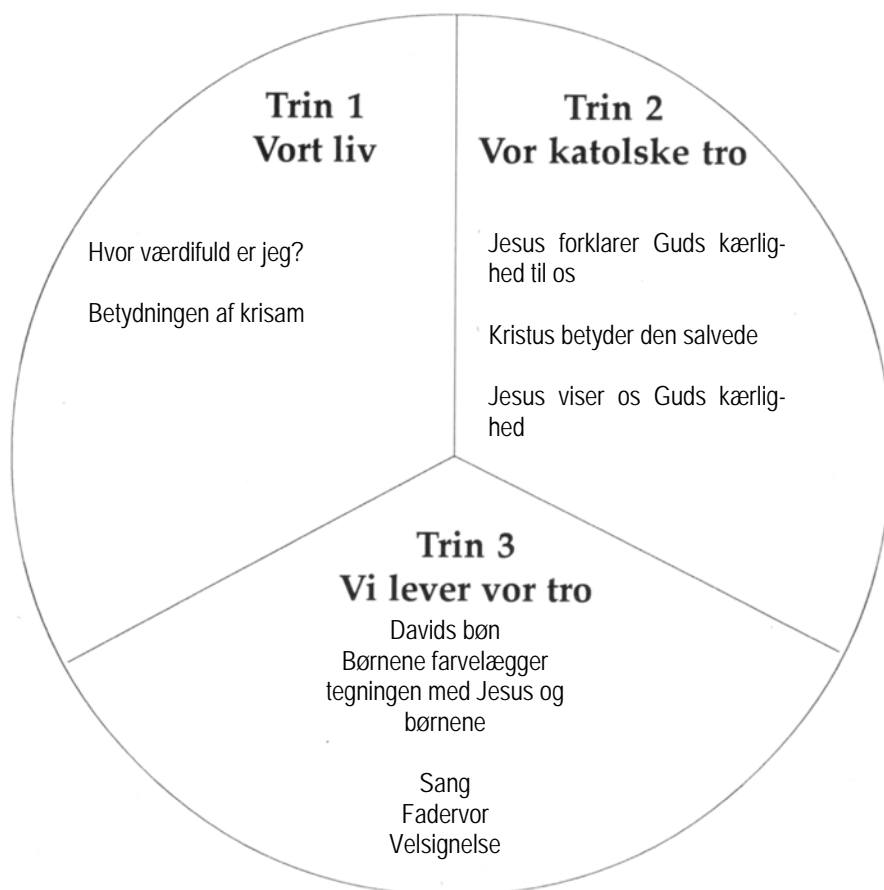 Trin 1
Vort liv
Hvor værdifuld er jeg?
Betydningen af krisam
Trin 2
Vor katolske tro
Jesus forklarer Guds kærlig-
hed til os
Kristus betyder den salvede
Jesus viser os Guds kærlig-
hed
Trin 3
Vi lever vor tro
Davids bøn
Børnene farvelægger
tegningen med Jesus og
børnene
Sang
Fadervor
Velsignelse